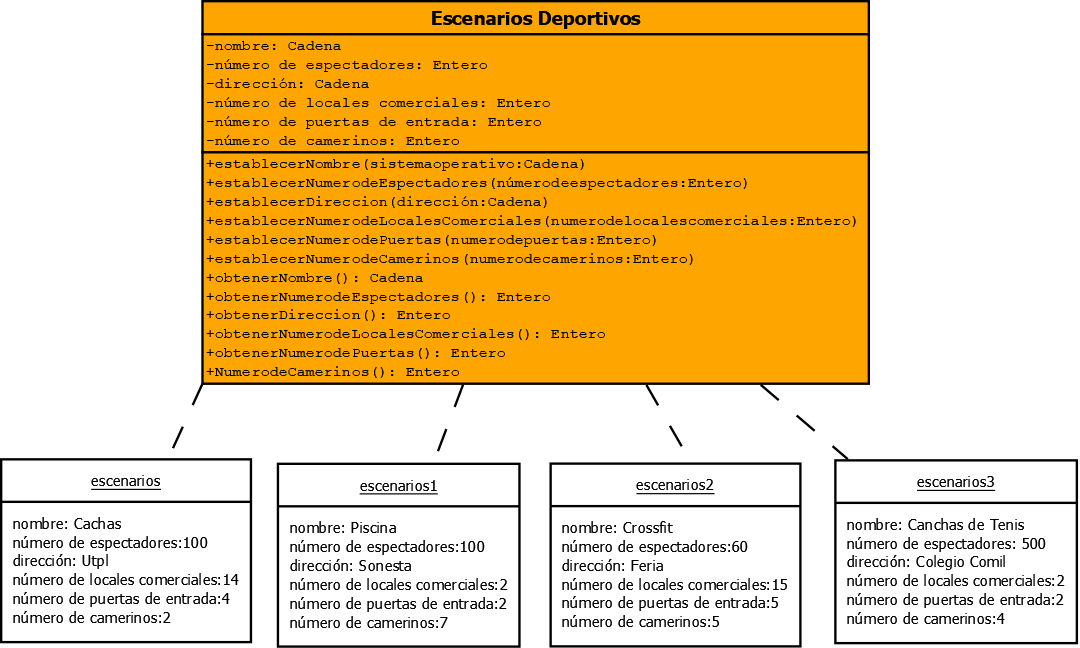 Escenarios Deportivos
-nombre: Cadena
-número de espectadores: Entero
-dirección: Cadena
-número de locales comerciales: Entero
-número de puertas de entrada: Entero
-número de camerinos: Entero
+establecerNombre(sistemaoperativo:Cadena)
+establecerNumerodeEspectadores(númerodeespectadores:Entero)
+establecerDireccion(dirección:Cadena)
+establecerNumerodeLocalesComerciales(numerodelocalescomerciales:Entero)
+establecerNumerodePuertas(numerodepuertas:Entero)
+establecerNumerodeCamerinos(numerodecamerinos:Entero)
+obtenerNombre(): Cadena
+obtenerNumerodeEspectadores(): Entero
+obtenerDireccion(): Entero
+obtenerNumerodeLocalesComerciales(): Entero
+obtenerNumerodePuertas(): Entero
+NumerodeCamerinos(): Entero
escenarios
nombre: Cachas
número de espectadores:100
dirección: Utpl
número de locales comerciales:14
número de puertas de entrada:4
número de camerinos:2
escenarios1
nombre: Piscina
número de espectadores:100
dirección: Sonesta
número de locales comerciales:2
número de puertas de entrada:2
número de camerinos:7
escenarios2
nombre: Crossfit
número de espectadores:60
dirección: Feria
número de locales comerciales:15
número de puertas de entrada:5
número de camerinos:5
escenarios3
nombre: Canchas de Tenis
número de espectadores: 500
dirección: Colegio Comil
número de locales comerciales:2
número de puertas de entrada:2
número de camerinos:4